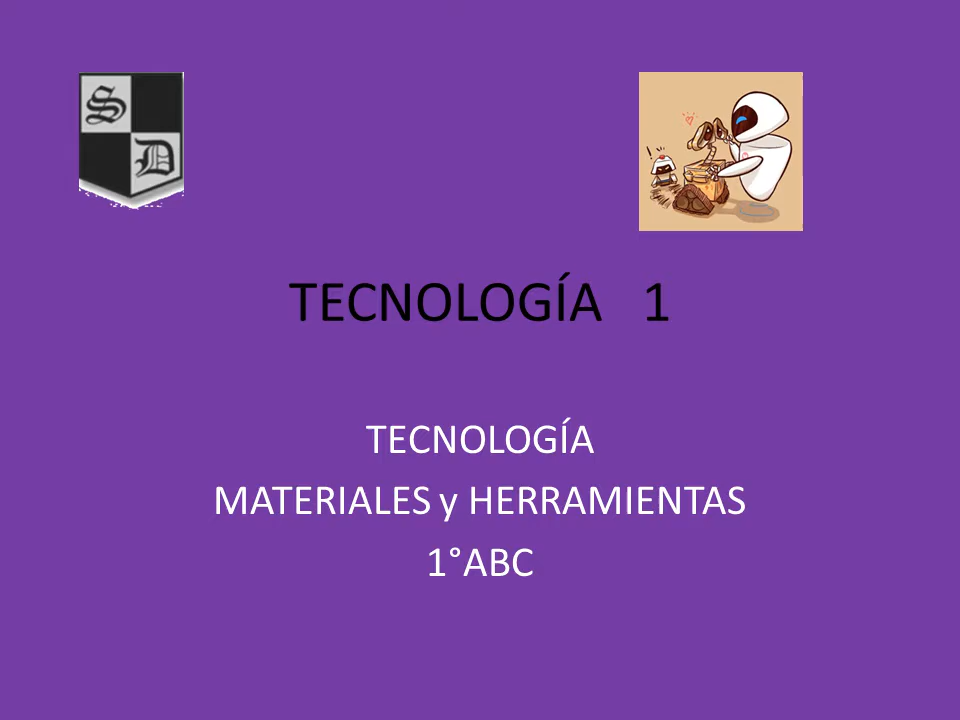 S
D
TECNOLOGÍA 1
TECNOLOGÍA
MATERIALES y HERRAMIENTAS
1°ABC